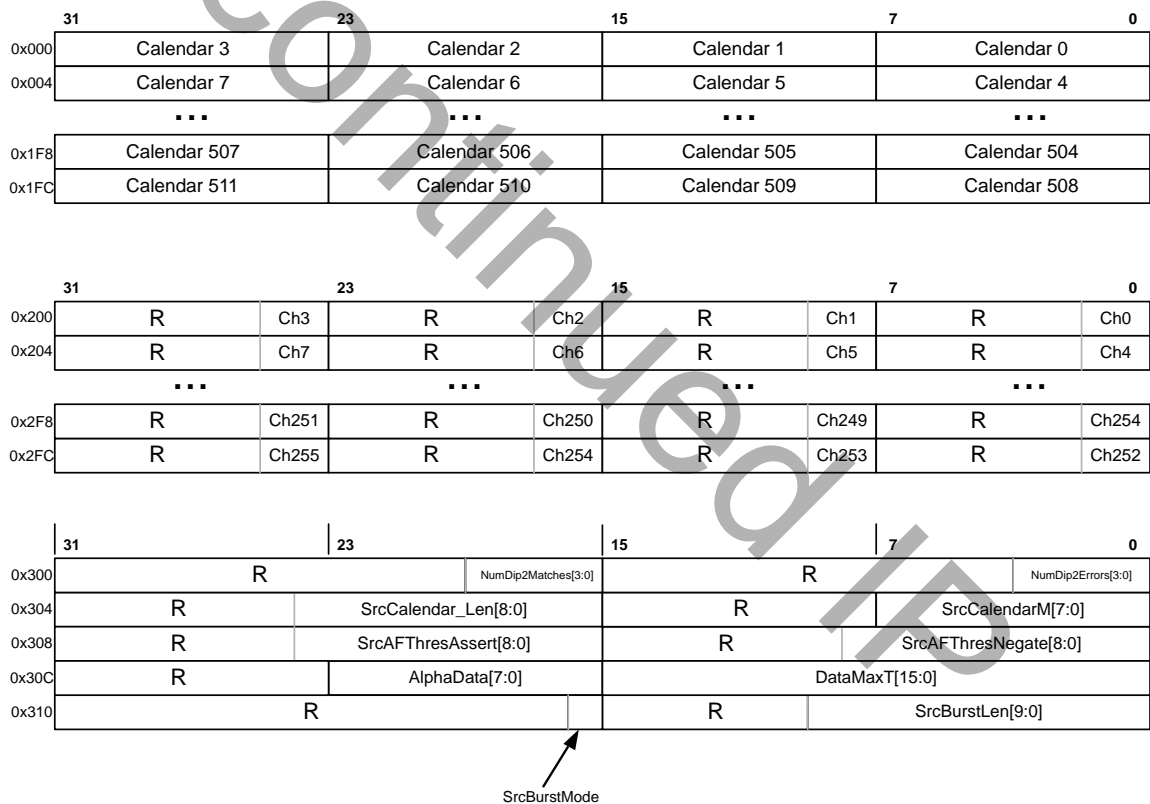 31 23 15 7 0
0x000 Calendar 3 Calendar 2 Calendar 1 Calendar 0
0x004 Calendar 7 Calendar 6 Calendar 5 Calendar 4
... ... ... ...
0x1F8 Calendar 507 Calendar 506 Calendar 505 Calendar 504
0x1FC Calendar 511 Calendar 510 Calendar 509 Calendar 508
31 23 15 7 0
0x200 R Ch3 R Ch2 R Ch1 R Ch0
0x204 R Ch7 R Ch6 R Ch5 R Ch4
... ... ... ...
0x2F8 R Ch251 R Ch250 R Ch249 R Ch254
0x2FC R Ch255 R Ch254 R Ch253 R Ch252
31 23 15 7 0
0x300 R NumDip2Matches[3:0] R NumDip2Errors[3:0]
0x304 R SrcCalendar_Len[8:0] R SrcCalendarM[7:0]
0x308 R SrcAFThresAssert[8:0] R SrcAFThresNegate[8:0]
0x30C R AlphaData[7:0] DataMaxT[15:0]
0x310 R R SrcBurstLen[9:0]
SrcBurstMode
continued IP